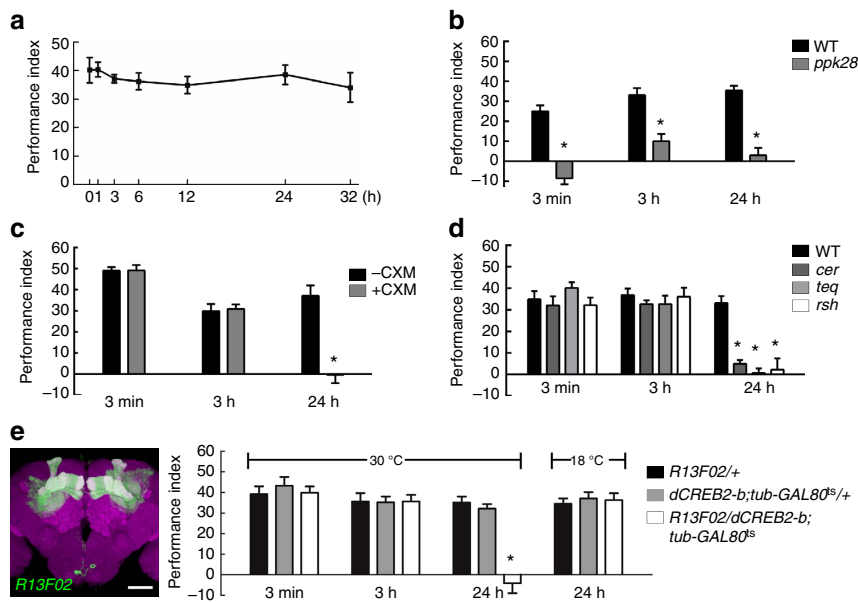 a
Performance index
50
40
30
20
10
0
0 1 3 6 12 24 32 (h)
b
Performance index
60
50
40
30
20
10
0
−10
3 min 3 h 24 h
* * *
WT
ppk28
c
Performance index
60
50
40
30
20
10
0
−10
3 min 3 h 24 h
*
−CXM
+CXM
d
Performance index
60
50
40
30
20
10
0
−10
3 min 3 h 24 h
* * *
WT
cer
teq
rsh
e
R13F02
Performance index
60
50
40
30
20
10
0
−10
30 °C 18 °C
*
3 min 3 h 24 h 24 h
R13F02/+
dCREB2-b;tub-GAL80ts/+
R13F02/dCREB2-b;
tub-GAL80ts